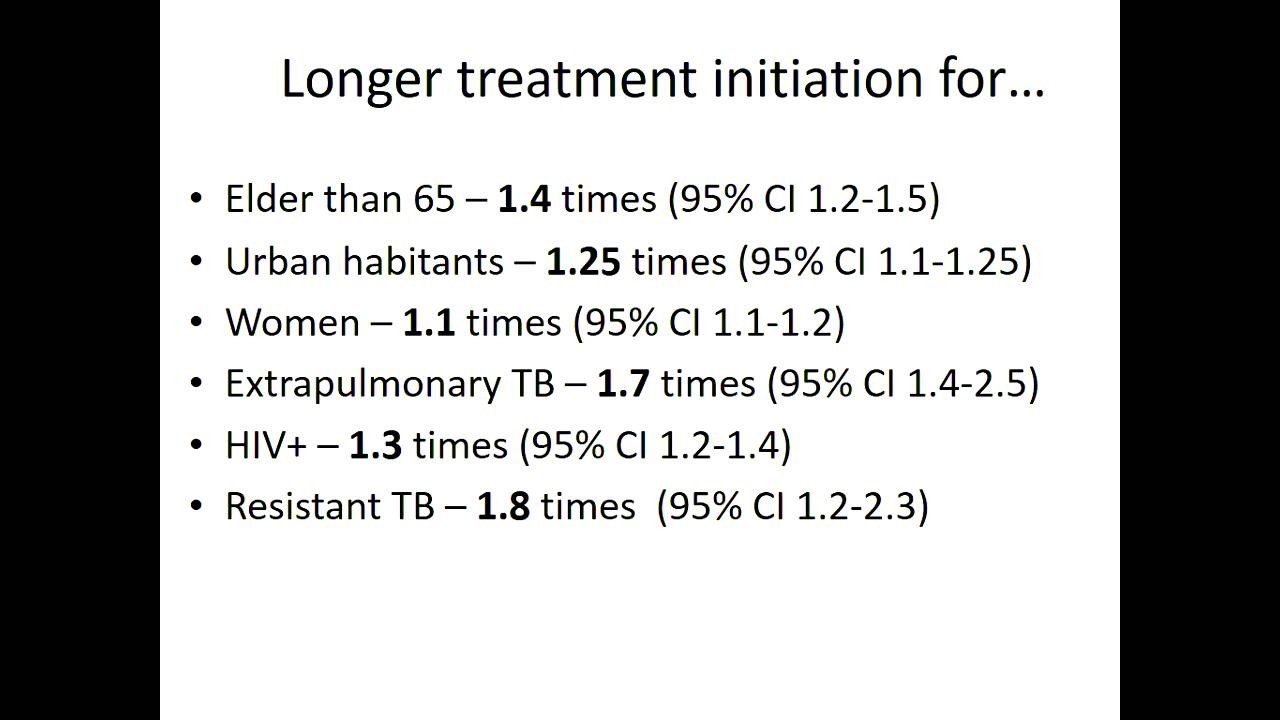 Longer treatment initiation for...
• Elder than 65 – 1.4 times (95% CI 1.2-1.5)
• Urban habitants – 1.25 times (95% CI 1.1-1.25)
• Women – 1.1 times (95% CI 1.1-1.2)
• Extrapulmonary TB – 1.7 times (95% CI 1.4-2.5)
• HIV+ – 1.3 times (95% CI 1.2-1.4)
• Resistant TB – 1.8 times  (95% CI 1.2-2.3)